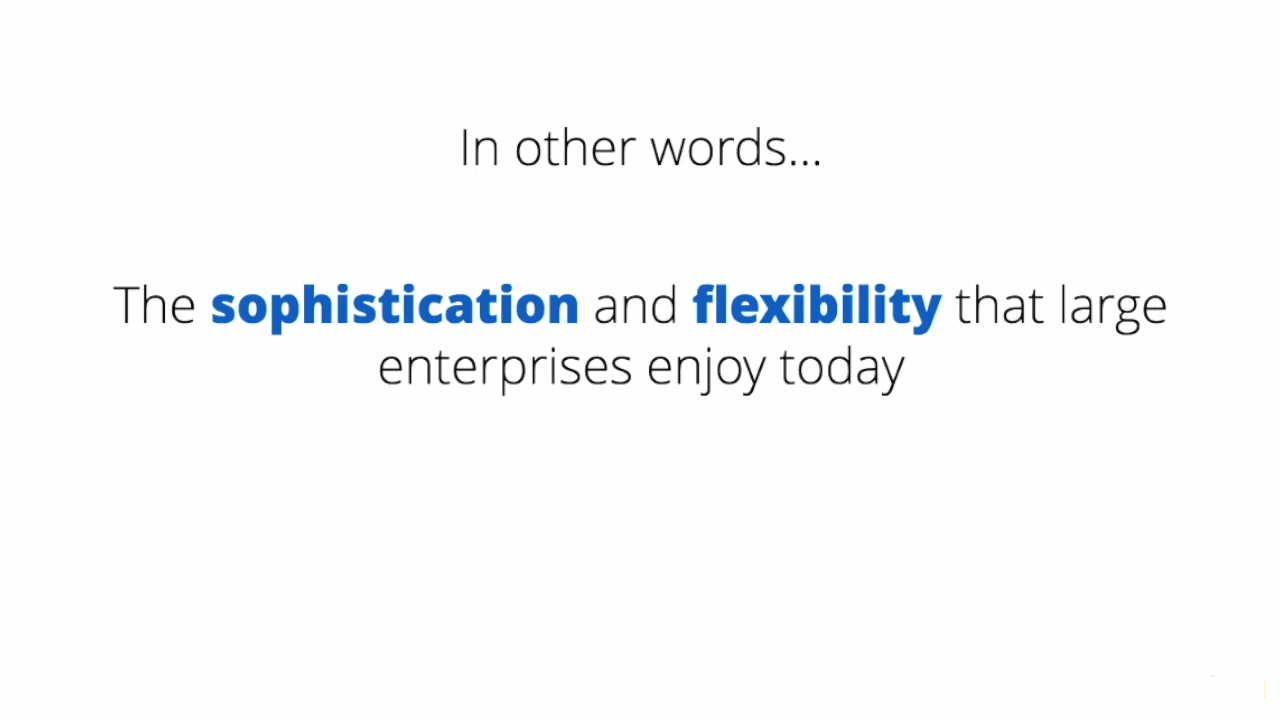 In other words...
The sophistication and flexibility that large
enterprises enjoy today